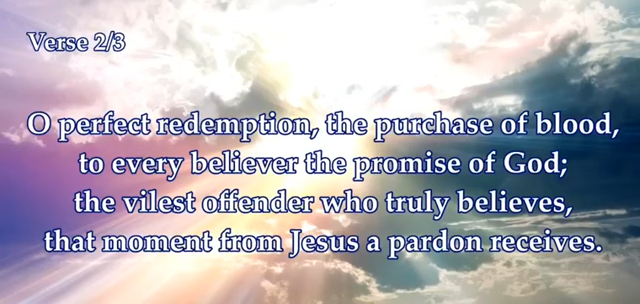 Verse 2/3
O perfect redemption, the purchase of blood,
to every believer the promise of God;
the vilest offender who truly believes,
that moment from Jesus a pardon receives.